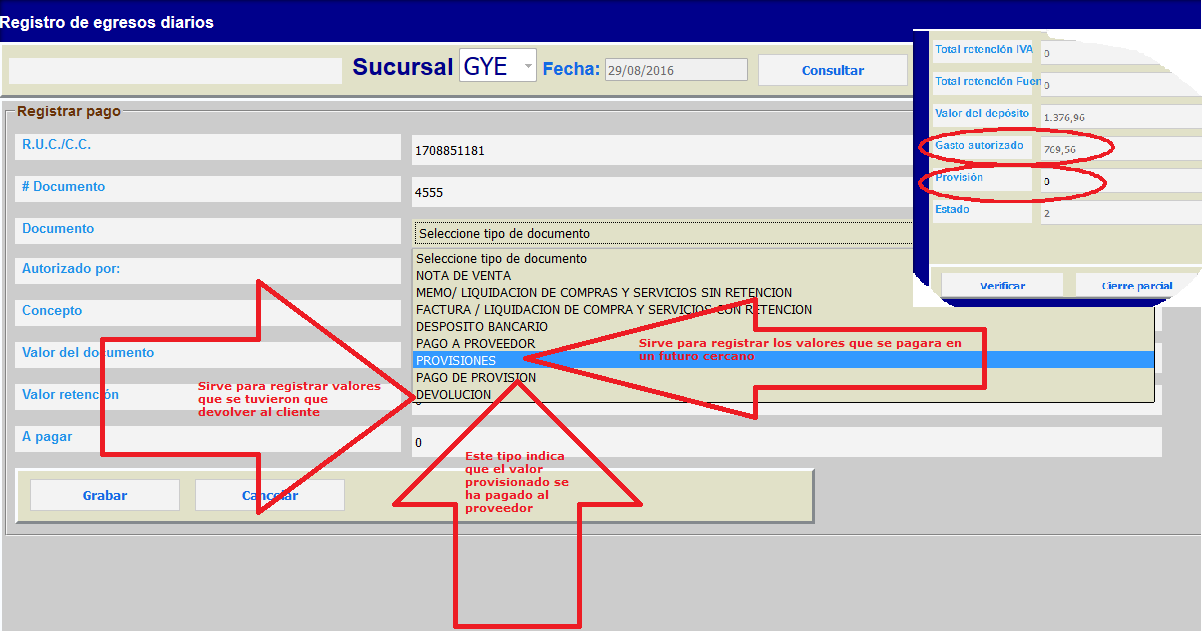 Registro de egresos diarios
Sucursal GYE Fecha: 29/08/2016 Consultar
Registrar pago
R.U.C./C.C. 1708851181
# Documento 4555
Documento Seleccione tipo de documento
Autorizado por:
Concepto
Valor del documento
Valor retención
A pagar 0
Seleccione tipo de documento
NOTA DE VENTA
MEMO/ LIQUIDACION DE COMPRAS Y SERVICIOS SIN RETENCION
FACTURA / LIQUIDACION DE COMPRA Y SERVICIOS CON RETENCION
DESPOSITO BANCARIO
PAGO A PROVEEDOR
PROVISIONES
PAGO DE PROVISION
DEVOLUCION
Sirve para registrar los valores que se pagara en
un futuro cercano
Sirve para registrar valores
que se tuvieron que
devolver al cliente
Este tipo indica
que el valor
provisionado se
ha pagado al
proveedor
Grabar Cancelar
Total retención IVA 0
Total retención Fuen 0
Valor del depósito 1.376,96
Gasto autorizado 769,56
Provisión 0
Estado 2
Verificar Cierre parcial